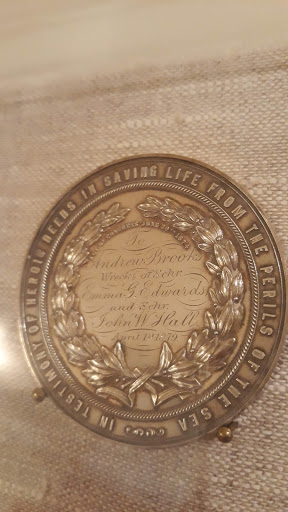 IN TESTIMONY OF HEROIC DEEDS IN SAVING LIFE FROM THE PERILS OF THE SEA
To
Andrew Brooks
Wrecks of Schr.
Emma G. Edwards
and Schr.
John W. Hall